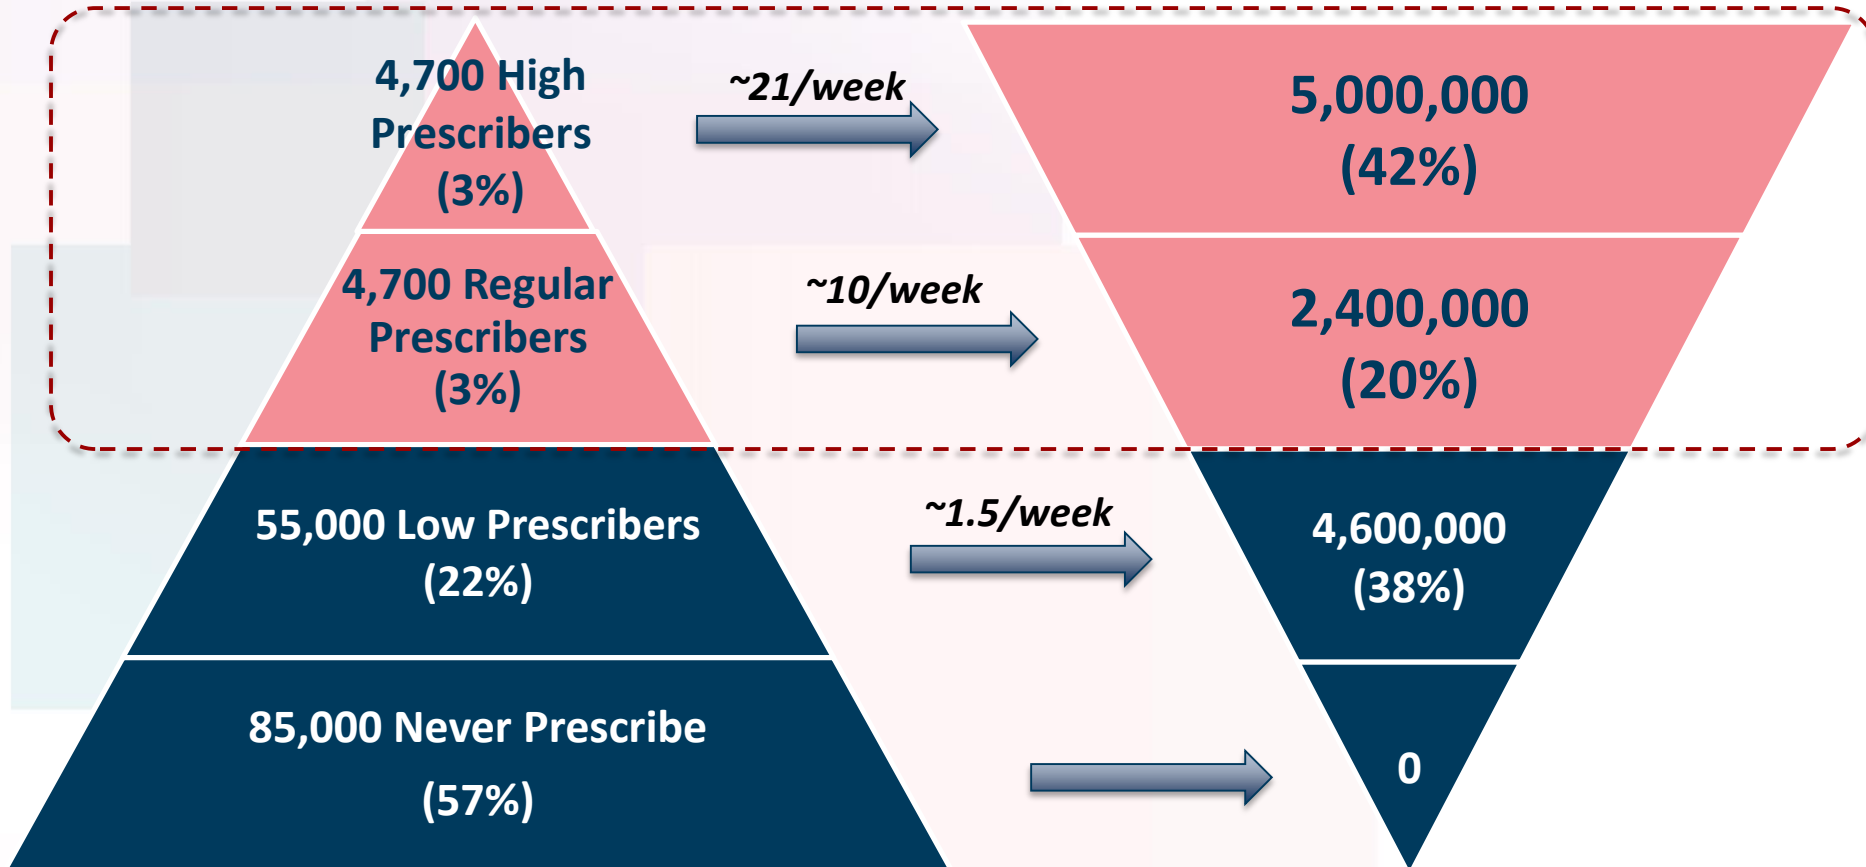 4,700 High
Prescribers
(3%)
~21/week
5,000,000
(42%)
4,700 Regular
Prescribers
(3%)
~10/week
2,400,000
(20%)
55,000 Low Prescribers
(22%)
~1.5/week
4,600,000
(38%)
85,000 Never Prescribe
(57%)
0